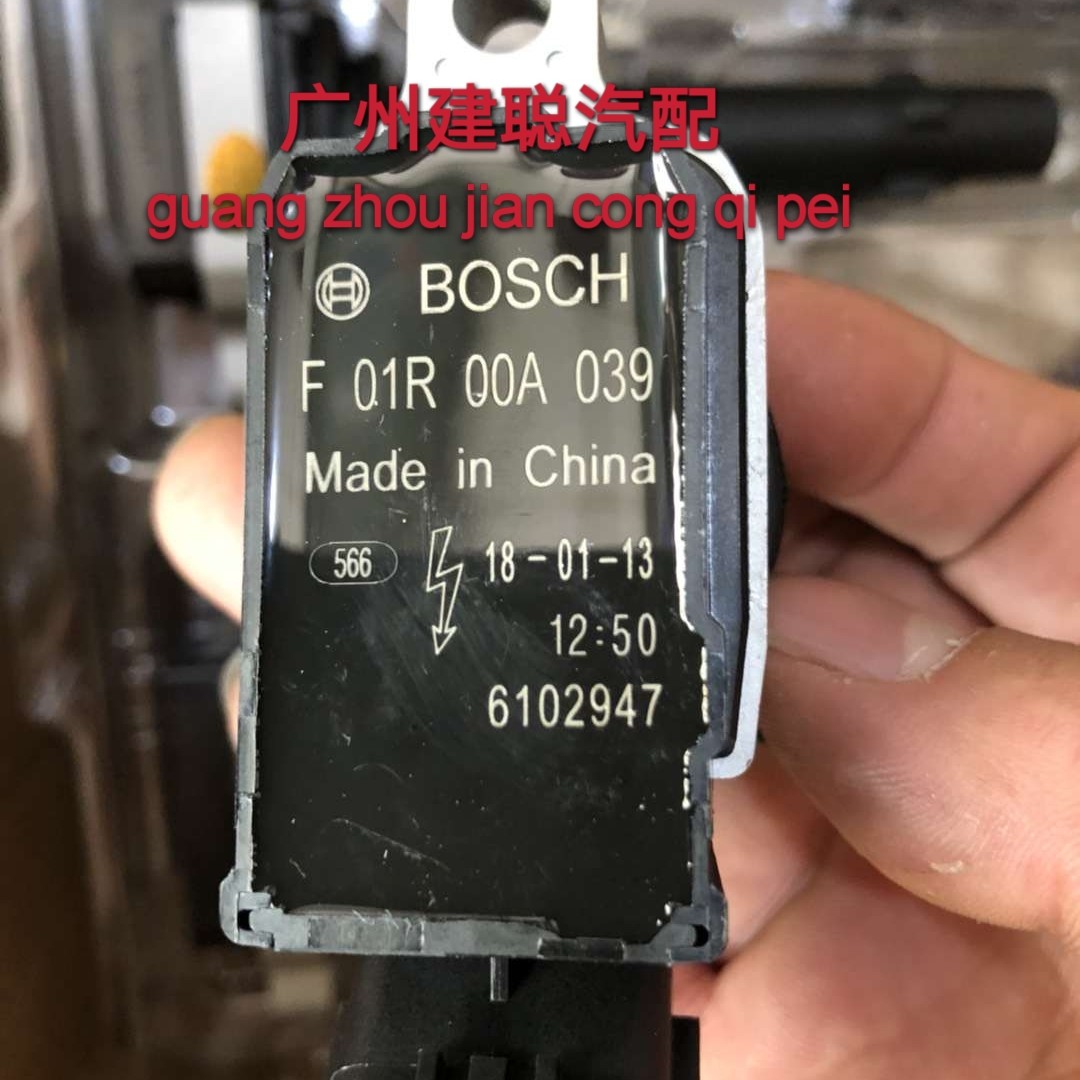 广州建聪汽配
guang zhou jian cong qi pei
BOSCH
F 01R 00A 039
Made in China
566 18-01-13
12:50
6102947